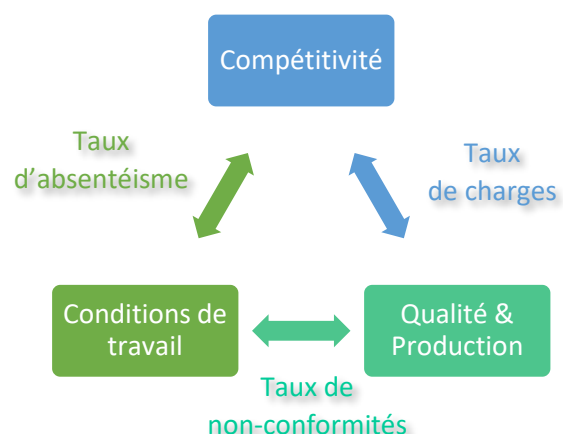 Compétitivité
Taux
d’absentéisme
Taux
de charges
Conditions de
travail
Qualité &
Production
Taux de
non-conformités